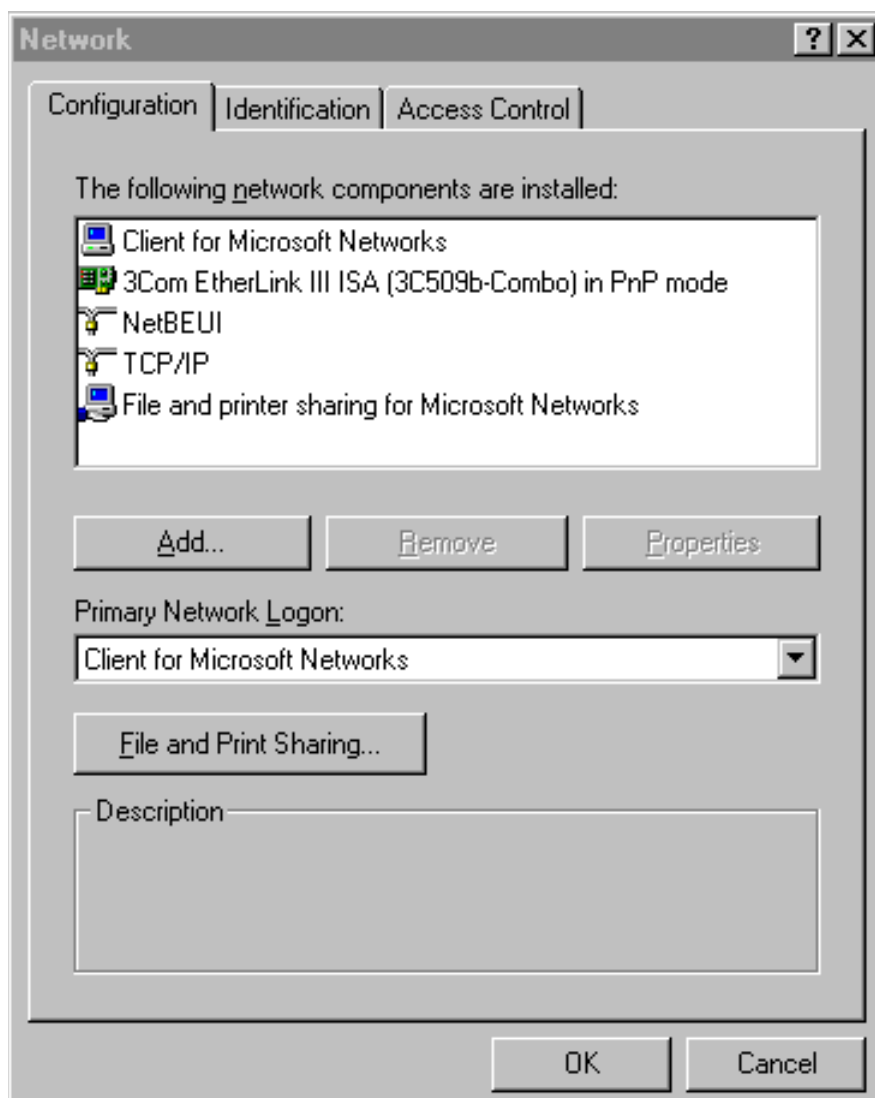 Network
Configuration Identification Access Control
The following network components are installed:
Client for Microsoft Networks
3Com EtherLink III ISA (3C509b-Combo) in PnP mode
NetBEUI
TCP/IP
File and printer sharing for Microsoft Networks
Add... Remove Properties
Primary Network Logon:
Client for Microsoft Networks
File and Print Sharing...
Description
OK Cancel